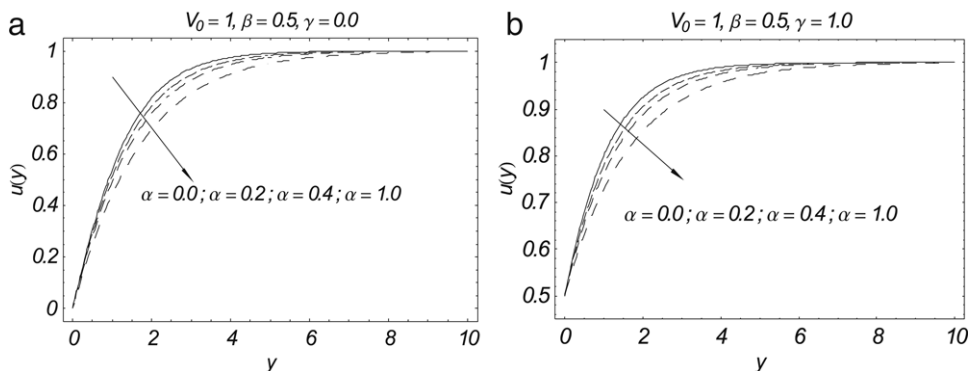 a
V0 = 1, β = 0.5, γ = 0.0
1
0.8
0.6
0.4
0.2
0
u(y)
α = 0.0 ; α = 0.2 ; α = 0.4 ; α = 1.0
0 2 4 6 8 10
y
b
V0 = 1, β = 0.5, γ = 1.0
1
0.9
0.8
0.7
0.6
0.5
u(y)
α = 0.0 ; α = 0.2 ; α = 0.4 ; α = 1.0
0 2 4 6 8 10
y